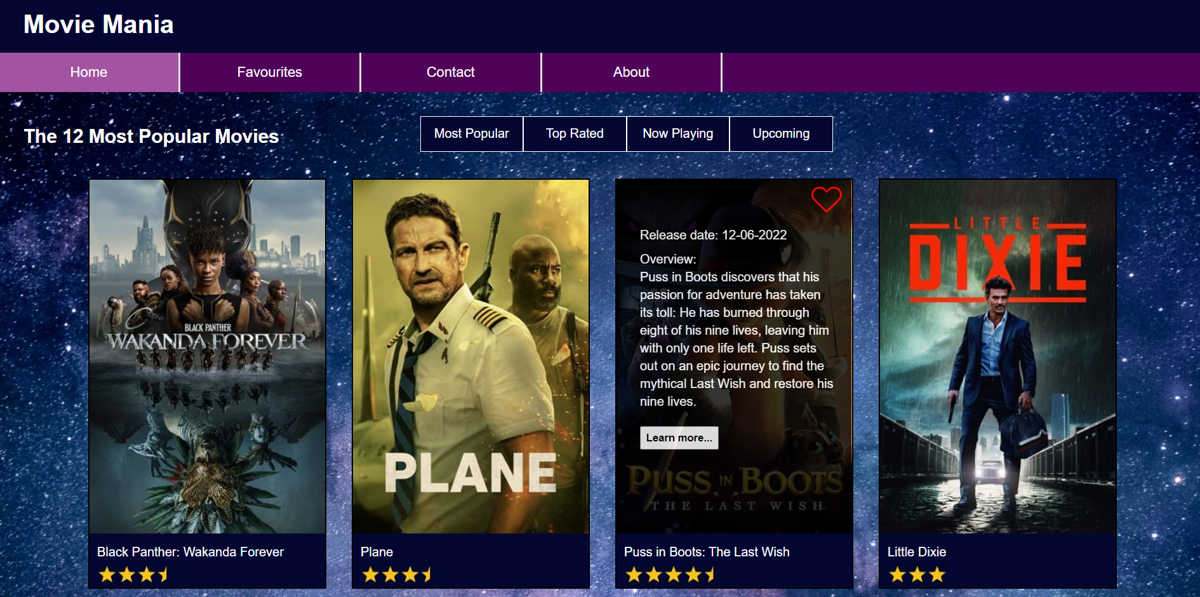 Movie Mania
Home
Favourites
Contact
About
The 12 Most Popular Movies
Most Popular
Top Rated
Now Playing
Upcoming
BLACK PANTHER
WAKANDA FOREVER
PLANE
Release date: 12-06-2022
Overview:
Puss in Boots discovers that his
passion for adventure has taken
its toll: He has burned through
eight of his nine lives, leaving him
with only one life left. Puss sets
out on an epic journey to find the
mythical Last Wish and restore his
nine lives.
Learn more...
PUSS IN BOOTS
THE LAST WISH
LITTLE
DIXIE
Black Panther: Wakanda Forever
Plane
Puss in Boots: The Last Wish
Little Dixie